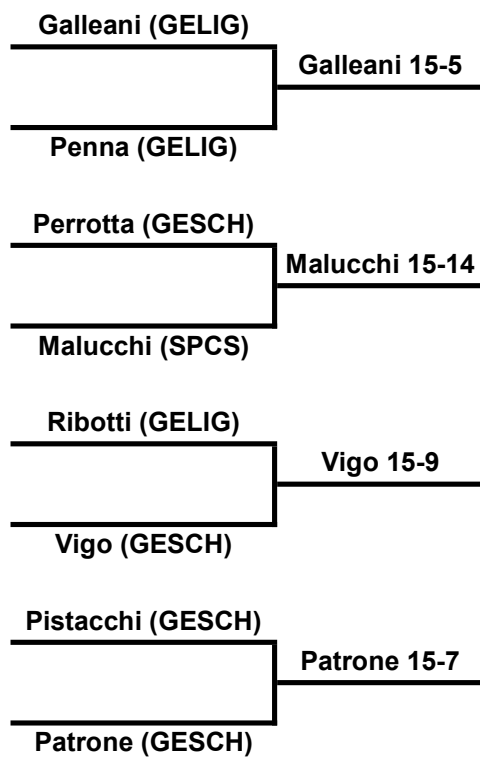 Galleani (GELIG)
Galleani 15-5
Penna (GELIG)
Perrotta (GESCH)
Malucchi 15-14
Malucchi (SPCS)
Ribotti (GELIG)
Vigo 15-9
Vigo (GESCH)
Pistacchi (GESCH)
Patrone 15-7
Patrone (GESCH)